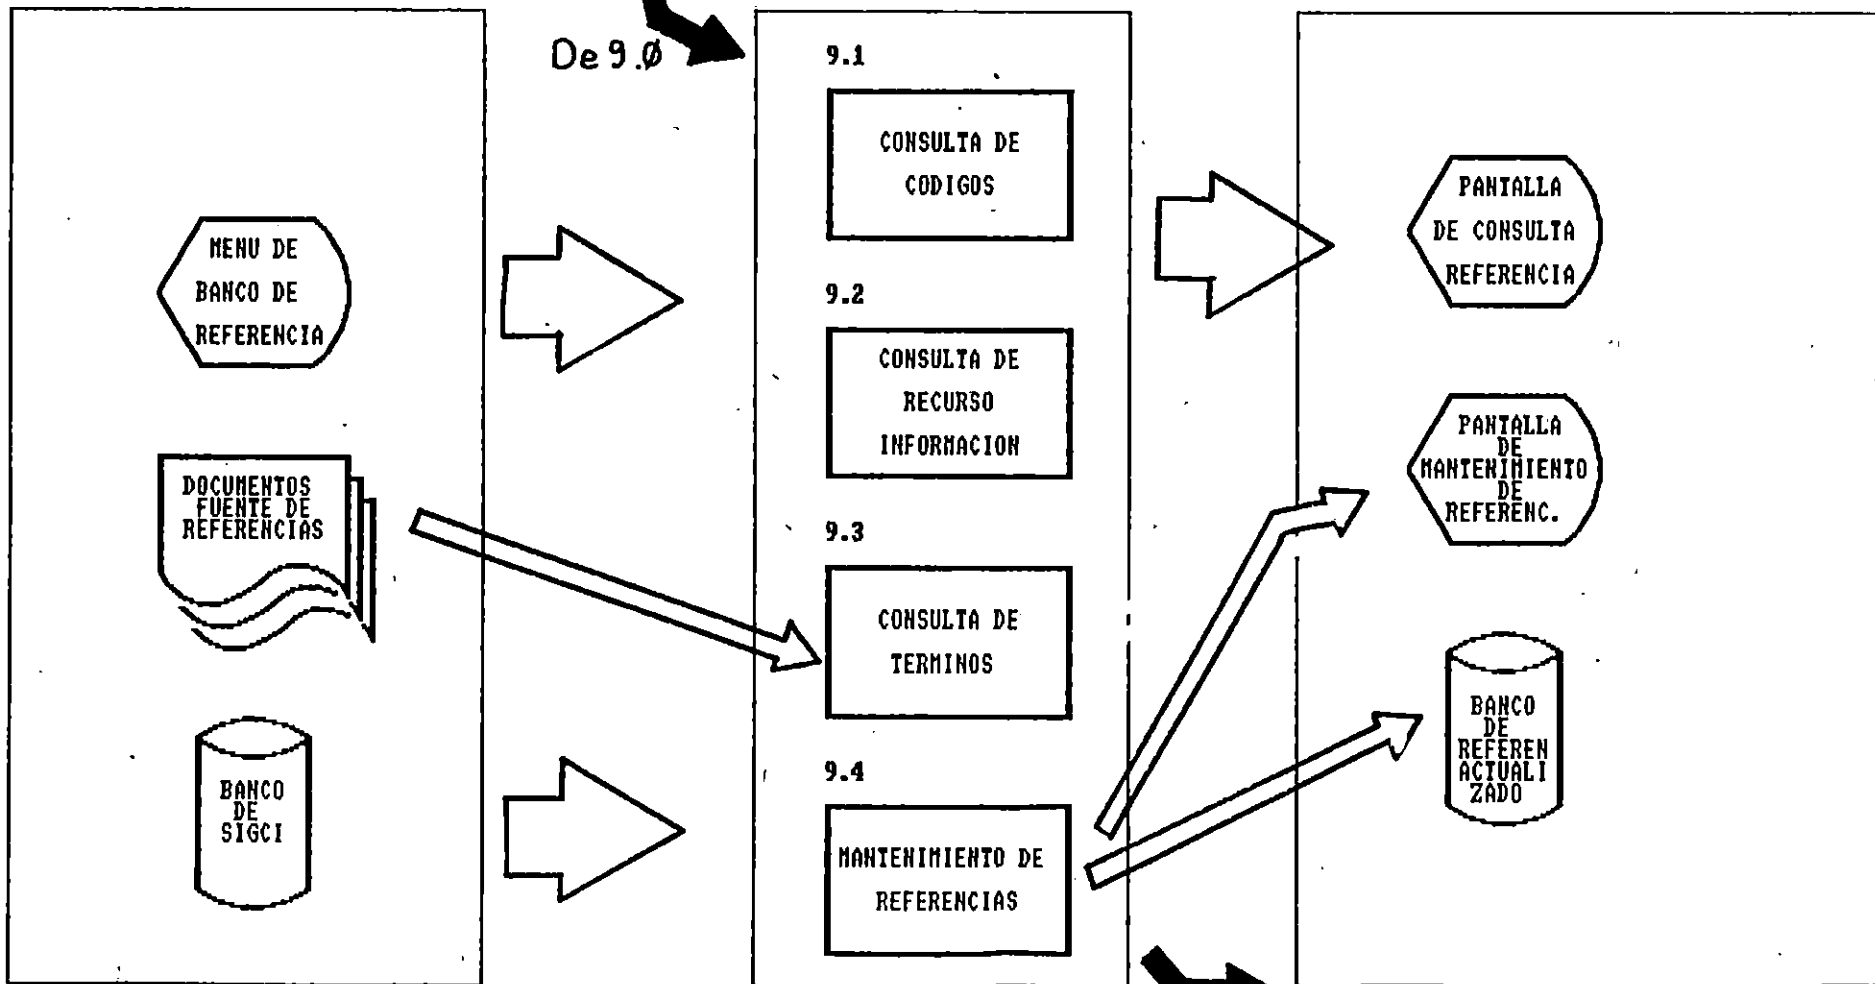 De 9.0
MENU DE
BANCO DE
REFERENCIA
DOCUMENTOS
FUENTE DE
REFERENCIAS
BANCO
DE
SIGCI
9.1
CONSULTA DE
CODIGOS
9.2
CONSULTA DE
RECURSO
INFORMACION
9.3
CONSULTA DE
TERMINOS
9.4
MANTENIMIENTO DE
REFERENCIAS
PANTALLA
DE CONSULTA
REFERENCIA
PANTALLA
DE
MANTENIMIENTO
DE
REFERENC.
BANCO
DE
REFEREN
ACTUALI
ZADO